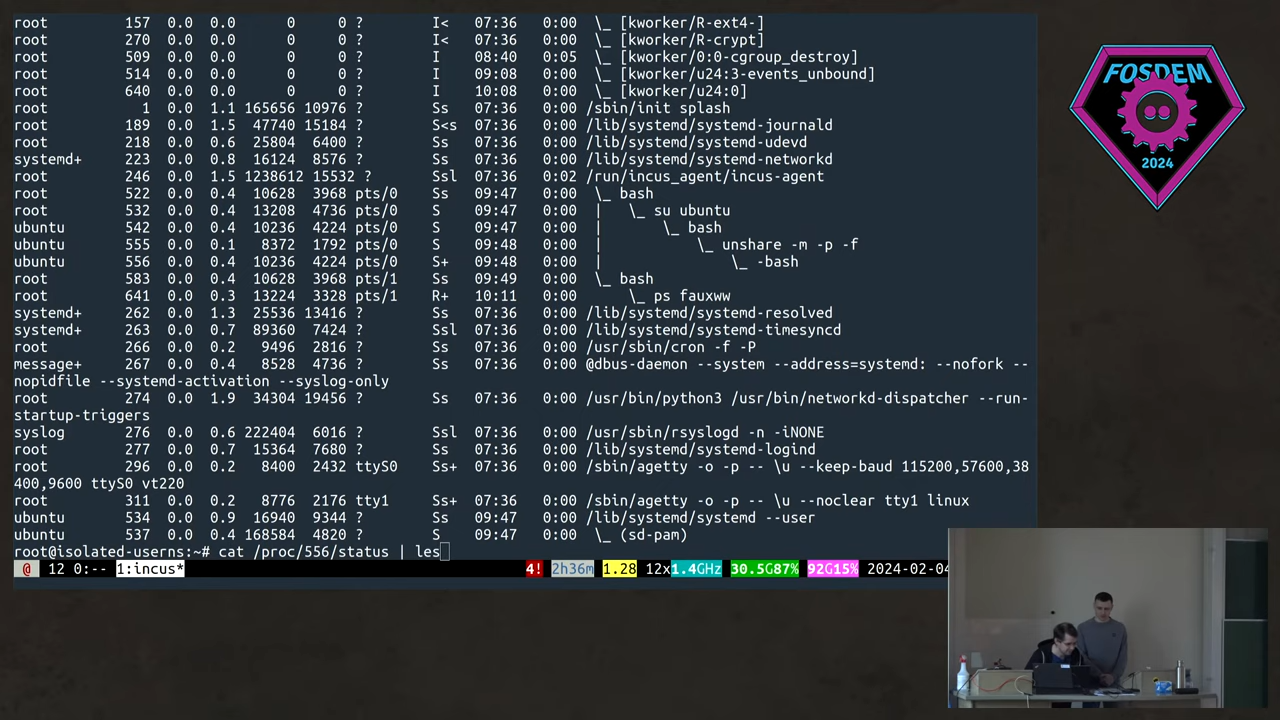 root         157  0.0  0.0      0     0 ?        I<   07:36   0:00  \_ [kworker/R-ext4-]
root         270  0.0  0.0      0     0 ?        I<   07:36   0:00  \_ [kworker/R-crypt]
root         509  0.0  0.0      0     0 ?        I    08:40   0:05  \_ [kworker/0:0-cgroup_destroy]
root         514  0.0  0.0      0     0 ?        I    09:08   0:00  \_ [kworker/u24:3-events_unbound]
root         640  0.0  0.0      0     0 ?        I    10:08   0:00  \_ [kworker/u24:0]
root           1  0.0  1.1 165656 10976 ?        Ss   07:36   0:00 /sbin/init splash
root         189  0.0  1.5  47740 15184 ?        S<s  07:36   0:00 /lib/systemd/systemd-journald
root         218  0.0  0.6  25804  6400 ?        Ss   07:36   0:00 /lib/systemd/systemd-udevd
systemd+     223  0.0  0.8  16124  8576 ?        Ss   07:36   0:00 /lib/systemd/systemd-networkd
root         246  0.0  1.5 1238612 15532 ?       Ssl  07:36   0:02 /run/incus_agent/incus-agent
root         522  0.0  0.4  10628  3968 pts/0    Ss   09:47   0:00  \_ bash
root         532  0.0  0.4  13208  4736 pts/0    S    09:47   0:00  |   \_ su ubuntu
ubuntu       542  0.0  0.4  10236  4224 pts/0    S    09:47   0:00  |       \_ bash
ubuntu       555  0.0  0.1   8372  1792 pts/0    S    09:48   0:00  |           \_ unshare -m -p -f
ubuntu       556  0.0  0.4  10236  4224 pts/0    S+   09:48   0:00  |               \_ -bash
root         583  0.0  0.4  10628  3968 pts/1    Ss   09:49   0:00  \_ bash
root         641  0.0  0.3  13224  3328 pts/1    R+   10:11   0:00      \_ ps fauxww
systemd+     262  0.0  1.3  25536 13416 ?        Ss   07:36   0:00 /lib/systemd/systemd-resolved
systemd+     263  0.0  0.7  89360  7424 ?        Ssl  07:36   0:00 /lib/systemd/systemd-timesyncd
root         266  0.0  0.2   9496  2816 ?        Ss   07:36   0:00 /usr/sbin/cron -f -P
message+     267  0.0  0.4   8528  4736 ?        Ss   07:36   0:00 @dbus-daemon --system --address=systemd: --nofork --
nopidfile --systemd-activation --syslog-only
root         274  0.0  1.9  34304 19456 ?        Ss   07:36   0:00 /usr/bin/python3 /usr/bin/networkd-dispatcher --run-
startup-triggers
syslog       276  0.0  0.6 222404  6016 ?        Ssl  07:36   0:00 /usr/sbin/rsyslogd -n -iNONE
root         277  0.0  0.7  15364  7680 ?        Ss   07:36   0:00 /lib/systemd/systemd-logind
root         296  0.0  0.2   8400  2432 ttyS0    Ss+  07:36   0:00 /sbin/agetty -o -p -- \u --keep-baud 115200,57600,38
400,9600 ttyS0 vt220
root         311  0.0  0.2   8776  2176 tty1     Ss+  07:36   0:00 /sbin/agetty -o -p -- \u --noclear tty1 linux
ubuntu       534  0.0  0.9  16940  9344 ?        Ss   07:36   0:00 /lib/systemd/systemd --user
ubuntu       537  0.0  0.4 168584  4820 ?        S    09:47   0:00  \_ (sd-pam)
root@isolated-userns:~# cat /proc/556/status | les
@ 12 0:-- 1:incus* 4! 2h36m 1.28 12x1.4GHz 30.5G87% 92G15% 2024-02-04
FOSDEM
2024